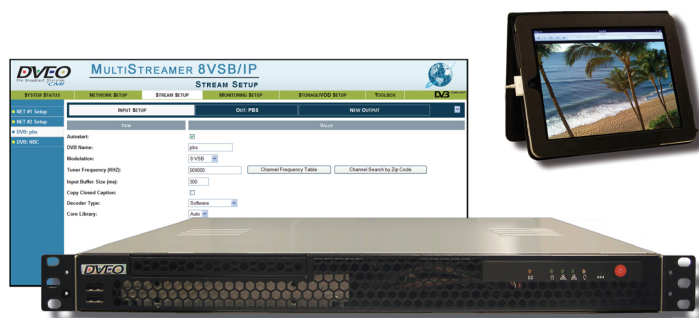 DVEO
Pro Broadcast Division
CMI
MULTISTREAMER 8VSB/IP
STREAM SETUP
SYSTEM STATUS NETWORK SETUP STREAM SETUP MONITORING SETUP STORAGE/VOD SETUP TOOLBOX DVB
NET #1 Setup INPUT SETUP OUT: PBS NEW OUTPUT
NET #2 Setup
DVB: pbs
DVB: NBC
Item Value
Autostart:
DVB Name: pbs
Modulation: 8-VSB
Tuner Frequency (KHZ): 569000 Channel Frequency Table Channel Search by Zip Code
Input Buffer Size (ms): 300
Copy Closed Caption:
Decoder Type: Software
Core Library: Auto
DVEO